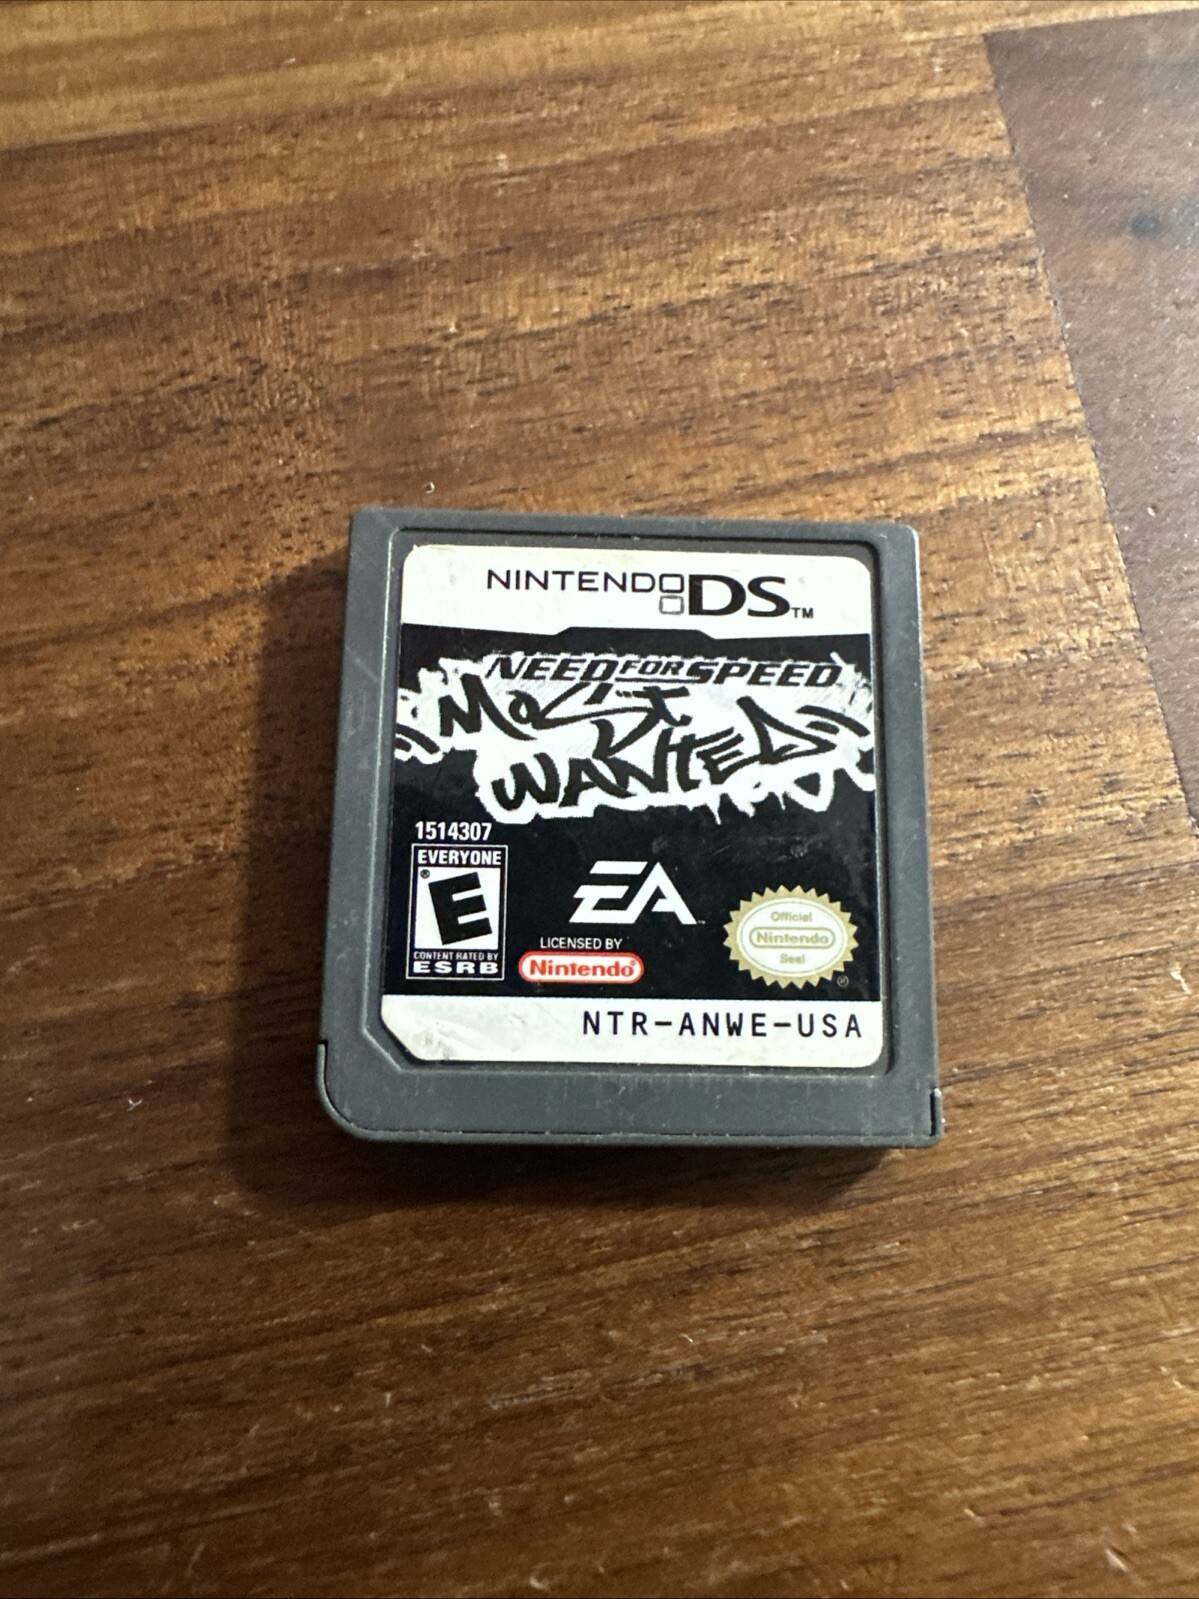 NINTENDO DS™
NEED FOR SPEED
MOST
WANTED
1514307
EVERYONE
E®
CONTENT RATED BY
ESRB
EA™
LICENSED BY
Nintendo®
Official
Nintendo
Seal
®
NTR-ANWE-USA